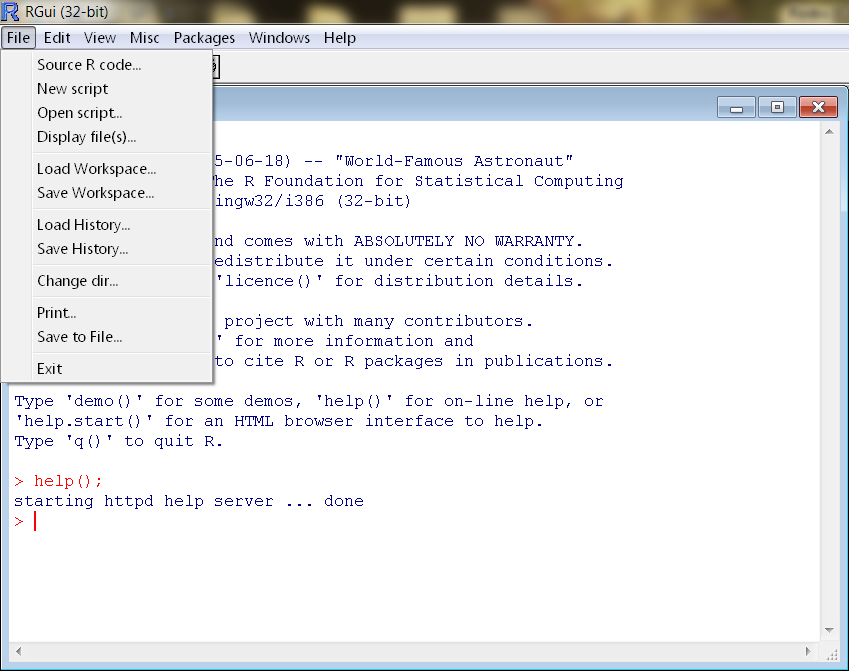 RGui (32-bit)
File Edit View Misc Packages Windows Help
Source R code...
New script
Open script...
Display file(s)...
Load Workspace...
Save Workspace...
Load History...
Save History...
Change dir...
Print...
Save to File...
Exit
5-06-18) -- "World-Famous Astronaut"
he R Foundation for Statistical Computing
ingw32/i386 (32-bit)
nd comes with ABSOLUTELY NO WARRANTY.
edistribute it under certain conditions.
'licence()' for distribution details.
project with many contributors.
' for more information and
to cite R or R packages in publications.
Type 'demo()' for some demos, 'help()' for on-line help, or
'help.start()' for an HTML browser interface to help.
Type 'q()' to quit R.
> help();
starting httpd help server ... done
>